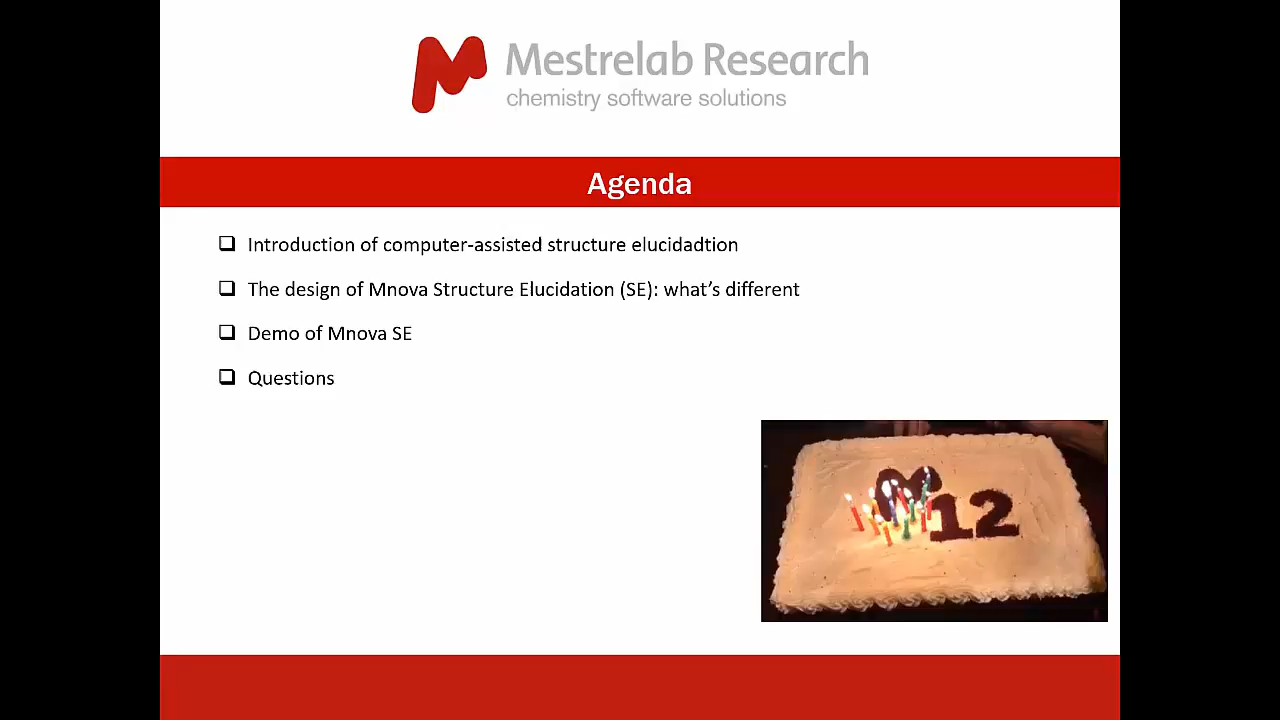 Mestrelab Research
chemistry software solutions
Agenda
Introduction of computer-assisted structure elucidadtion
The design of Mnova Structure Elucidation (SE): what's different
Demo of Mnova SE
Questions
12